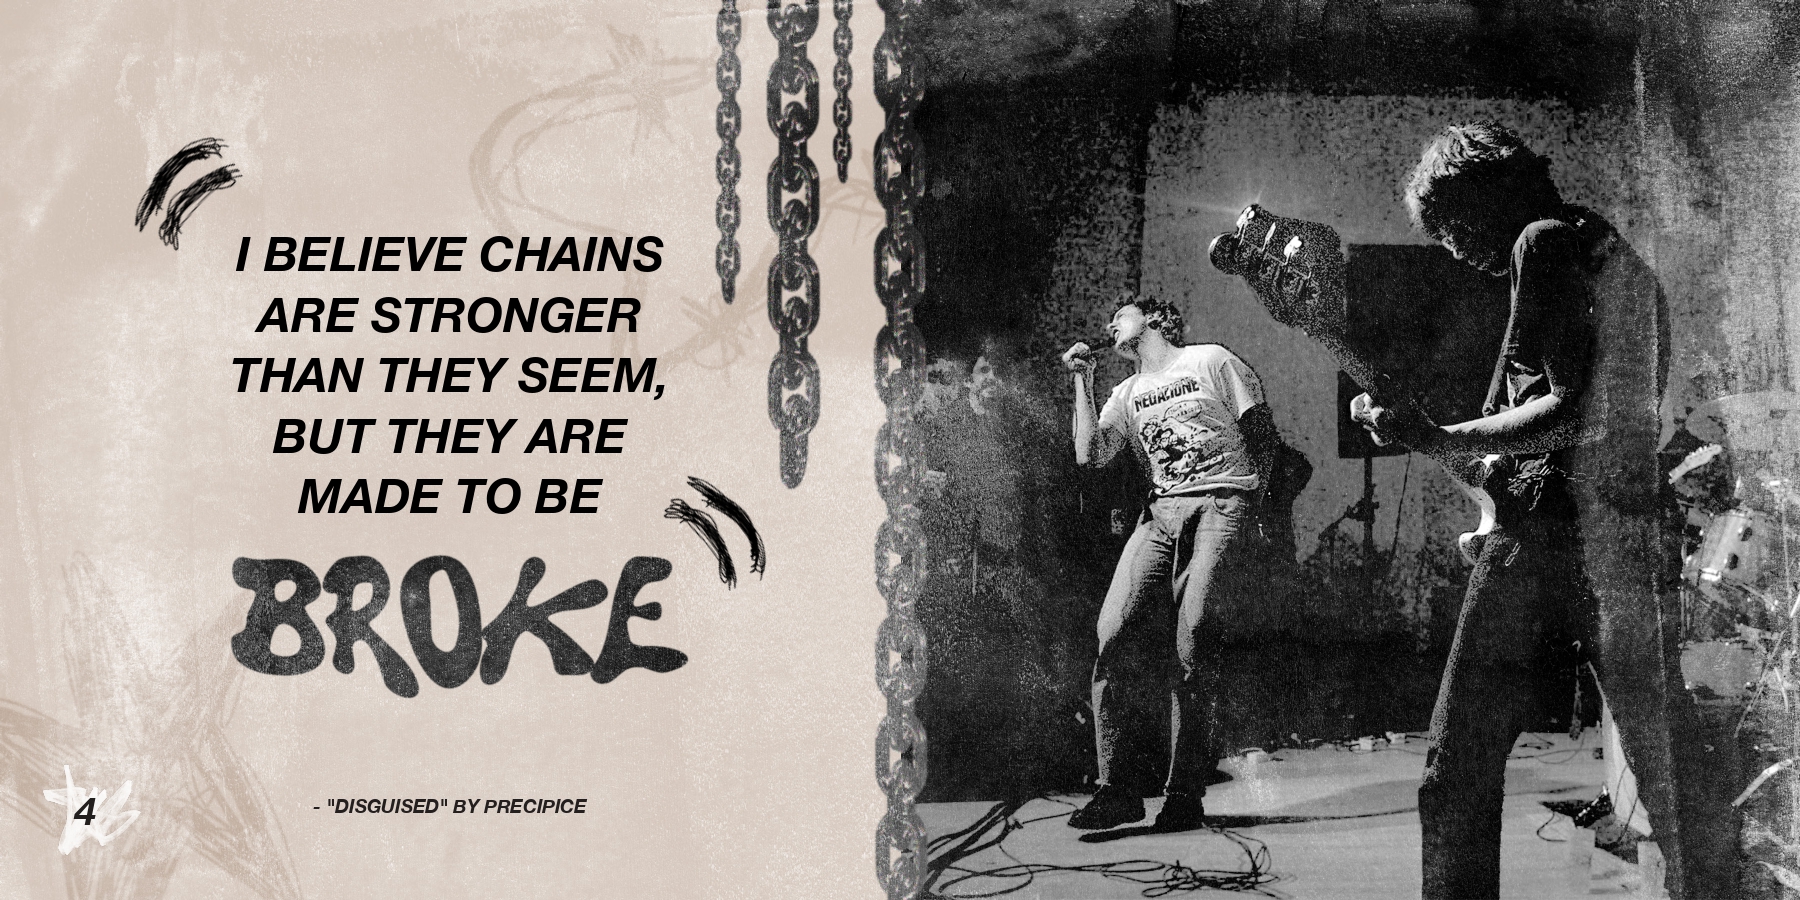 I BELIEVE CHAINS
ARE STRONGER
THAN THEY SEEM,
BUT THEY ARE
MADE TO BE
BROKE
- "DISGUISED" BY PRECIPICE
4
NEGAZIONE